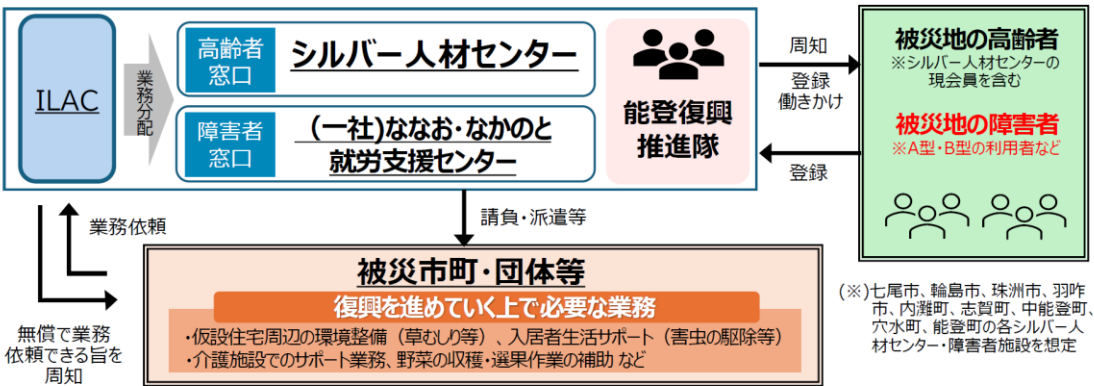 ILAC
業務分配
高齢者
窓口
シルバー人材センター
障害者
窓口
(一社)ななお・なかのと
就労支援センター
能登復興
推進隊
周知
登録
働きかけ
登録
被災地の高齢者
※シルバー人材センターの
現会員を含む
被災地の障害者
※A型・B型の利用者など
業務依頼
無償で業務
依頼できる旨を
周知
請負・派遣等
被災市町・団体等
復興を進めていく上で必要な業務
・仮設住宅周辺の環境整備（草むしり等）、入居者生活サポート（害虫の駆除等）
・介護施設でのサポート業務、野菜の収穫・選果作業の補助 など
(※)七尾市、輪島市、珠洲市、羽咋
市、内灘町、志賀町、中能登町、
穴水町、能登町の各シルバー人
材センター・障害者施設を想定